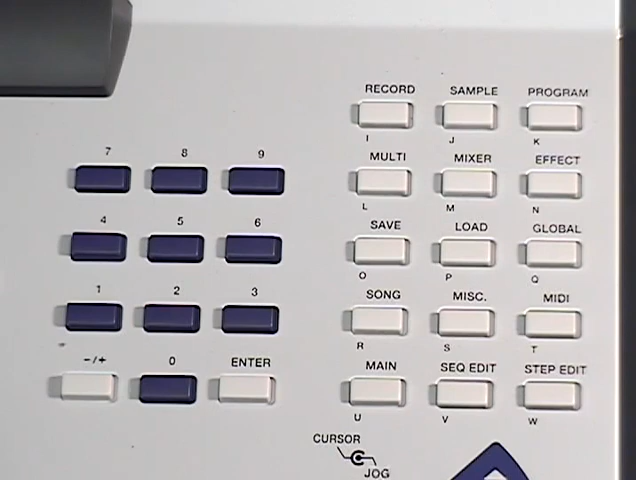 RECORD SAMPLE PROGRAM
I J K
7 8 9
MULTI MIXER EFFECT
L M N
4 5 6
SAVE LOAD GLOBAL
O P Q
1 2 3
SONG MISC. MIDI
R S T
-/+ 0 ENTER
MAIN SEQ EDIT STEP EDIT
U V W
CURSOR
JOG